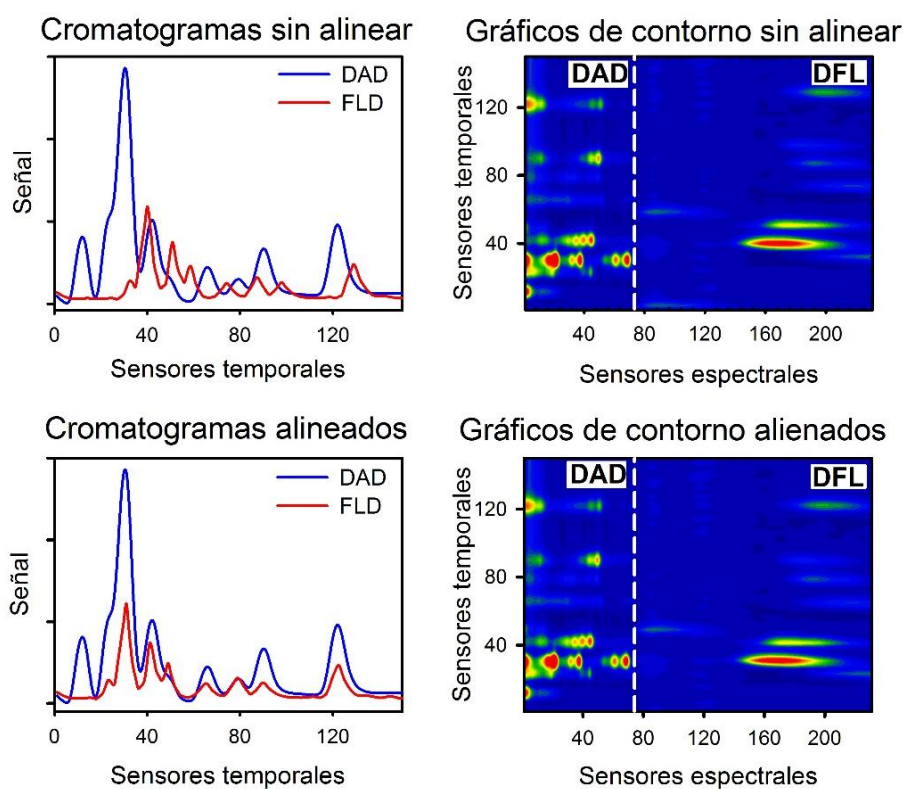 Cromatogramas sin alinear
DAD
FLD
Señal
0
40
80
120
Sensores temporales
Gráficos de contorno sin alinear
DAD
DFL
Sensores temporales
120
80
40
40
80
120
160
200
Sensores espectrales
Cromatogramas alineados
DAD
FLD
Señal
0
40
80
120
Sensores temporales
Gráficos de contorno alienados
DAD
DFL
Sensores temporales
120
80
40
40
80
120
160
200
Sensores espectrales